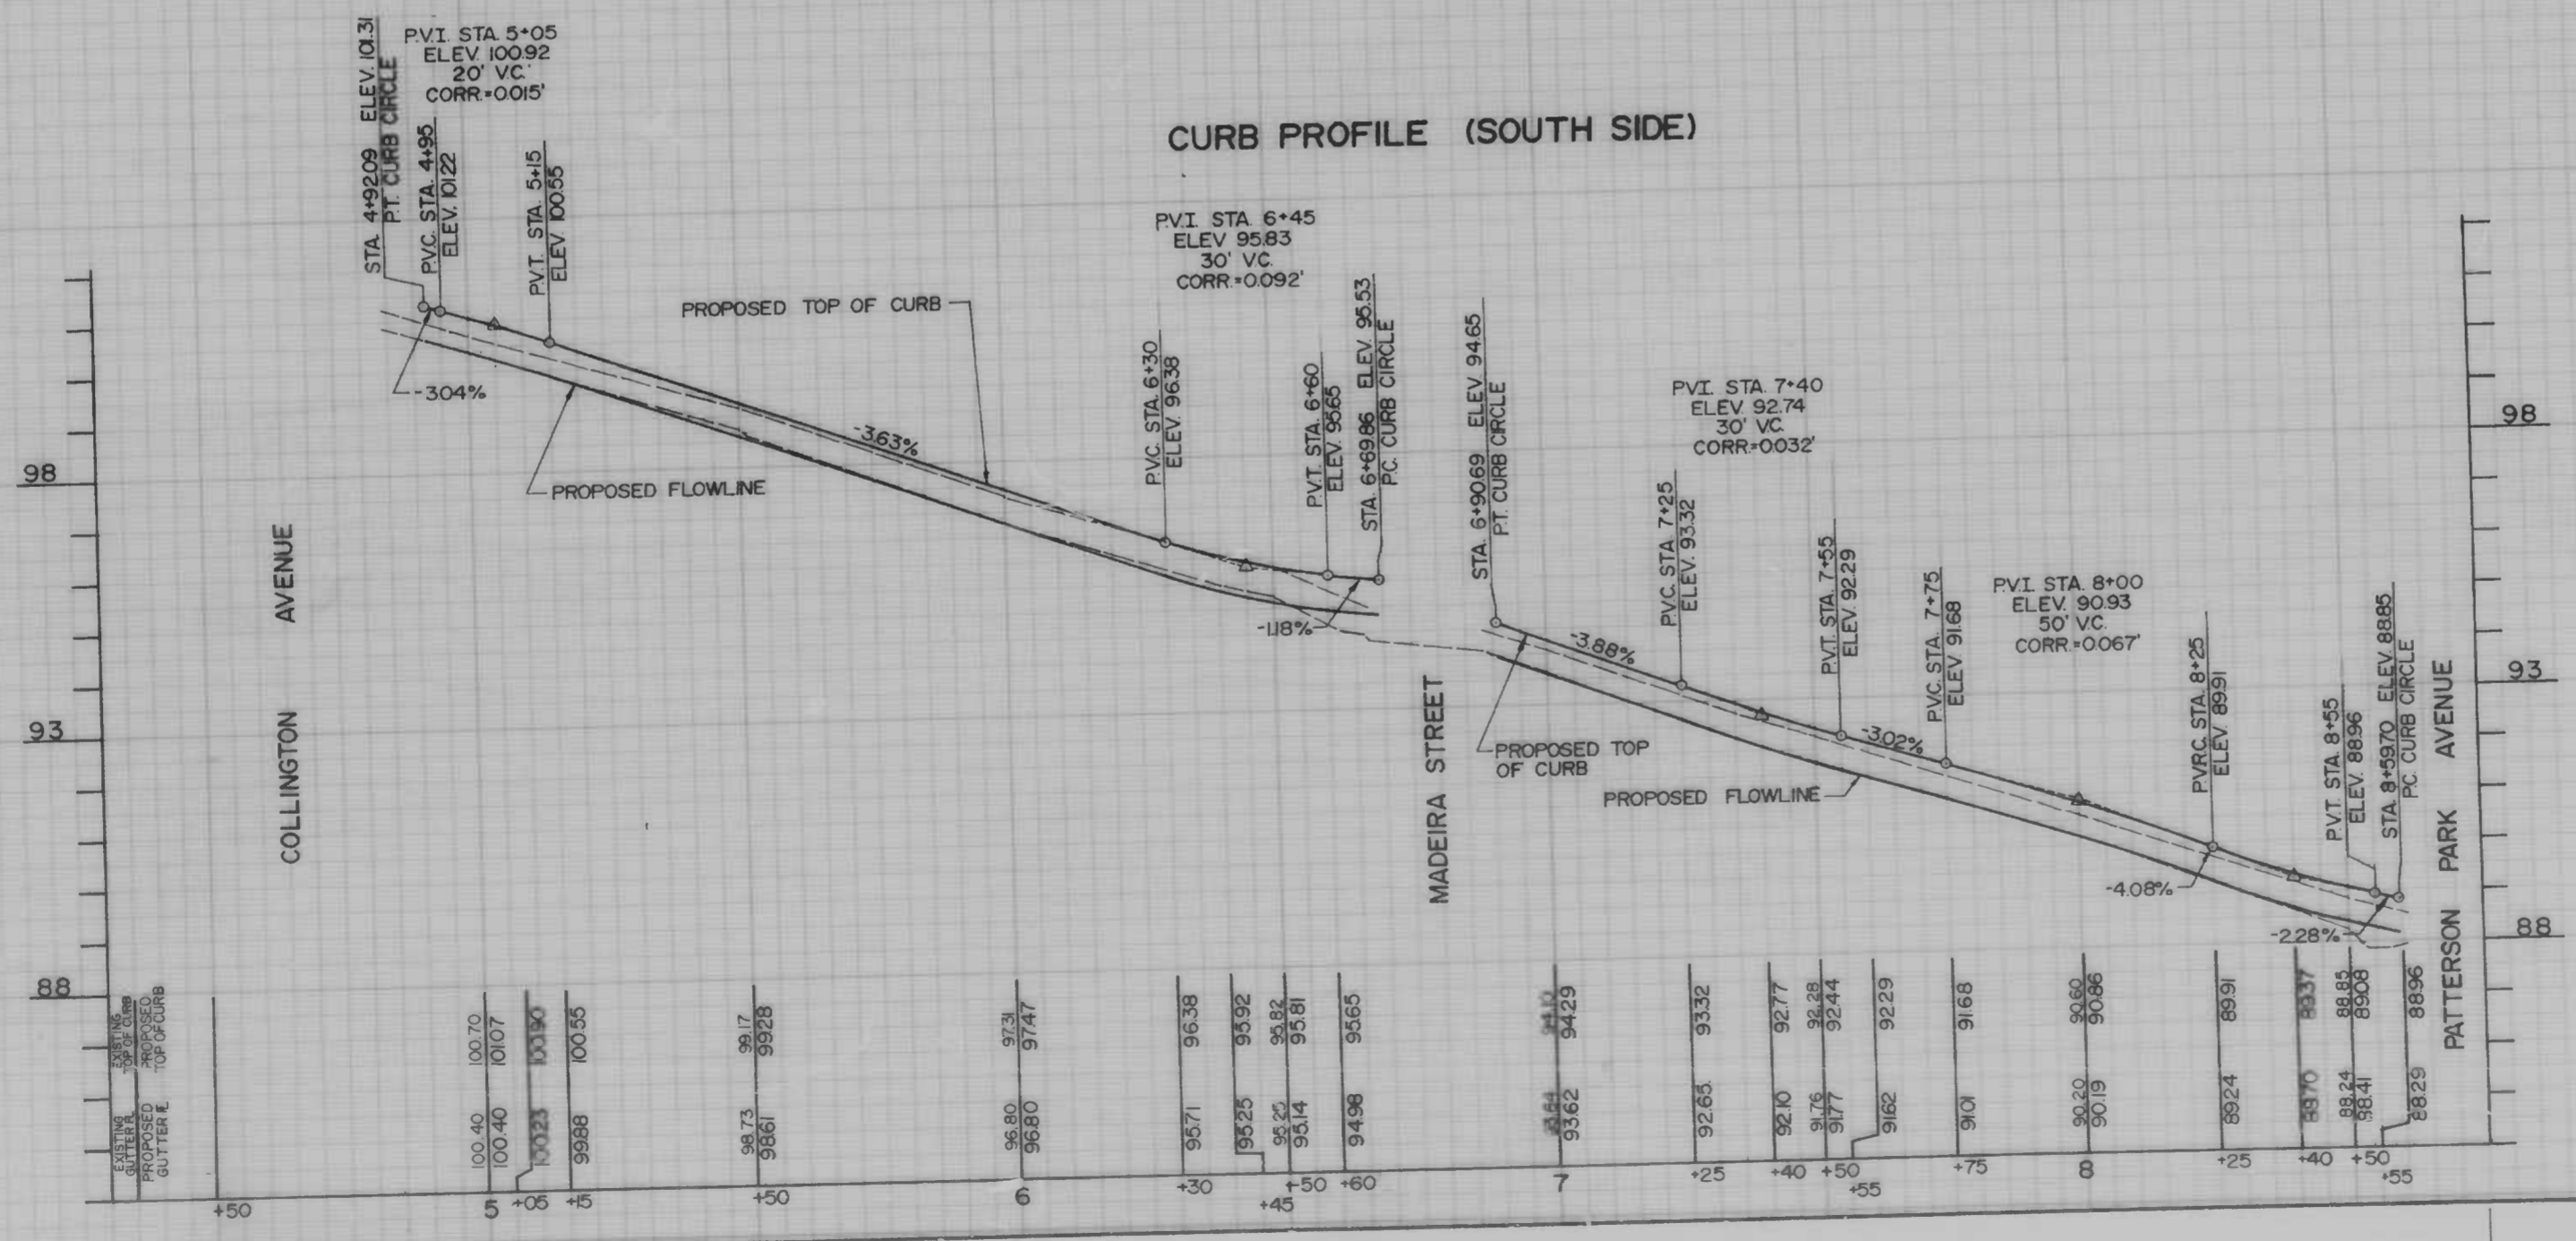 CURB PROFILE (SOUTH SIDE)
STA. 4+92.09 ELEV. 101.31
P.T. CURB CIRCLE
P.V.I. STA. 5+05
ELEV. 100.92
20' V.C.
CORR.=0.015'
P.V.C. STA. 4+95
ELEV. 101.22
P.V.T. STA. 5+15
ELEV. 100.55
PROPOSED TOP OF CURB
-3.04%
-3.63%
PROPOSED FLOWLINE
P.V.I. STA. 6+45
ELEV 95.83
30' V.C.
CORR.=0.092'
P.V.C. STA. 6+30
ELEV. 96.38
P.V.T. STA. 6+60
ELEV. 95.65
STA. 6+69.86 ELEV. 95.53
P.C. CURB CIRCLE
-1.18%
STA. 6+90.69 ELEV. 94.65
P.T. CURB CIRCLE
-3.88%
PROPOSED TOP
OF CURB
P.V.C. STA. 7+25
ELEV. 93.32
PVI. STA. 7+40
ELEV. 92.74
30' VC.
CORR.=0.032'
P.V.T. STA. 7+55
ELEV. 92.29
-3.02%
PROPOSED FLOWLINE
P.V.C. STA. 7+75
ELEV 91.68
P.V.I. STA. 8+00
ELEV. 90.93
50' V.C.
CORR.=0.067'
P.V.R.C. STA. 8+25
ELEV. 89.91
-4.08%
P.V.T. STA. 8+55
ELEV. 88.96
STA. 8+59.70 ELEV. 88.85
P.C. CURB CIRCLE
-2.28%
98
93
88
98
93
88
COLLINGTON AVENUE
MADEIRA STREET
PATTERSON PARK AVENUE
EXISTING
TOP OF CURB
PROPOSED
TOP OF CURB
100.70
101.07
100.90
100.55
99.17
99.28
97.31
97.47
96.38
95.92
95.82
95.81
95.65
94.29
93.32
92.77
92.28
92.44
92.29
91.68
90.60
90.86
89.91
89.37
88.85
89.08
88.96
EXISTING
GUTTER
PROPOSED
GUTTER
100.40
100.40
100.23
99.88
98.73
98.61
96.80
96.80
95.71
95.25
95.25
95.14
94.98
93.62
92.65
92.10
91.76
91.77
91.62
91.01
90.20
90.19
89.24
88.24
98.41
88.29
+50 5 +05 +15 +50 6 +30 +45 +50 +60 7 +25 +40 +50 +55 +75 8 +25 +40 +50 +55